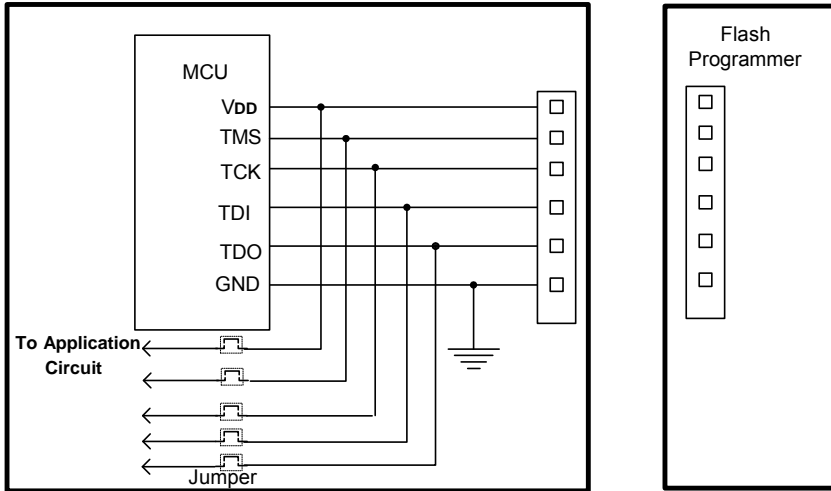 MCU
VDD
TMS
TCK
TDI
TDO
GND
To Application
Circuit
Jumper
Flash
Programmer